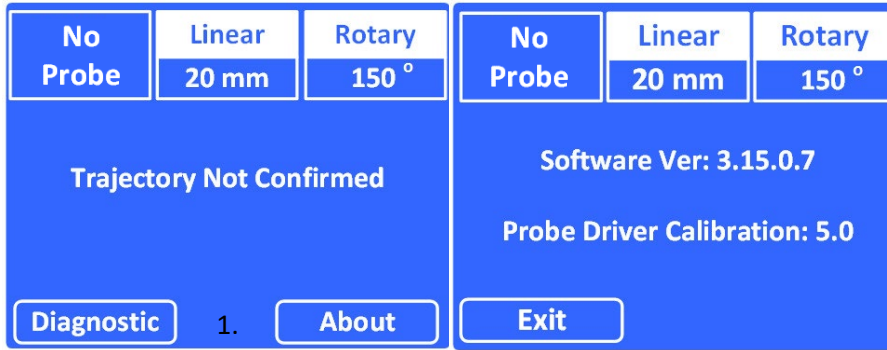 No Probe
Linear
20 mm
Rotary
150 °
Trajectory Not Confirmed
Diagnostic
1.
About
No Probe
Linear
20 mm
Rotary
150 °
Software Ver: 3.15.0.7
Probe Driver Calibration: 5.0
Exit